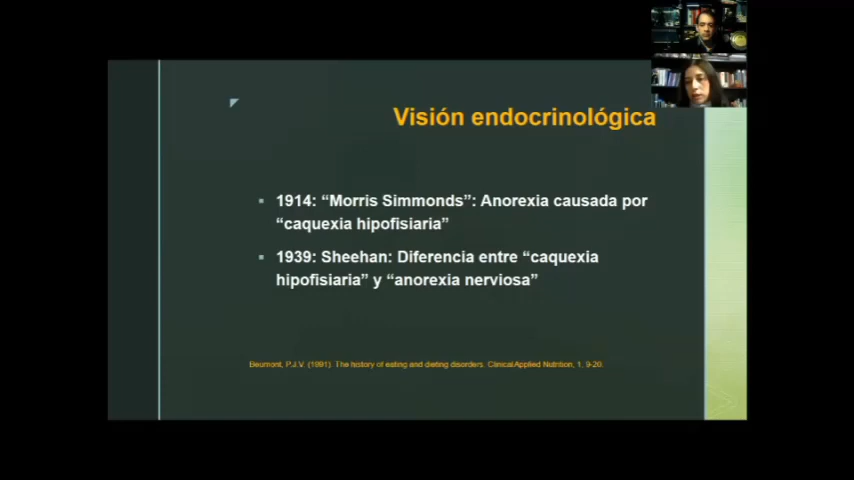 Visión endocrinológica
1914: “Morris Simmonds”: Anorexia causada por
“caquexia hipofisiaria”
1939: Sheehan: Diferencia entre “caquexia
hipofisiaria” y “anorexia nerviosa”
Beumont, P.J.V. (1991) The history of eating and dieting disorders. Clinical Applied Nutrition, 1, 9-20.